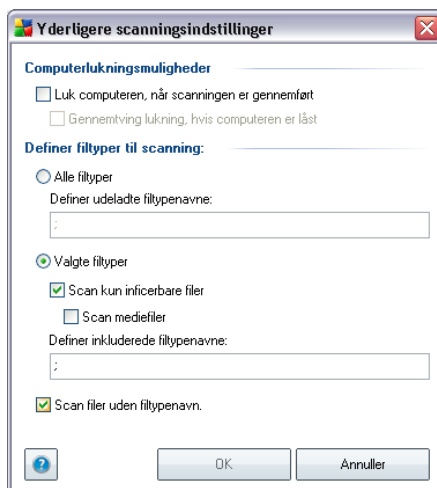 Yderligere scanningsindstillinger
Computerlukningsmuligheder
Luk computeren, når scanningen er gennemført
Gennemtving lukning, hvis computeren er låst
Definer filtyper til scanning:
Alle filtyper
Definer udeladte filtypenavne:
;
Valgte filtyper
Scan kun inficerbare filer
Scan mediefiler
Definer inkluderede filtypenavne:
;
Scan filer uden filtypenavn.
?
OK
Annuller